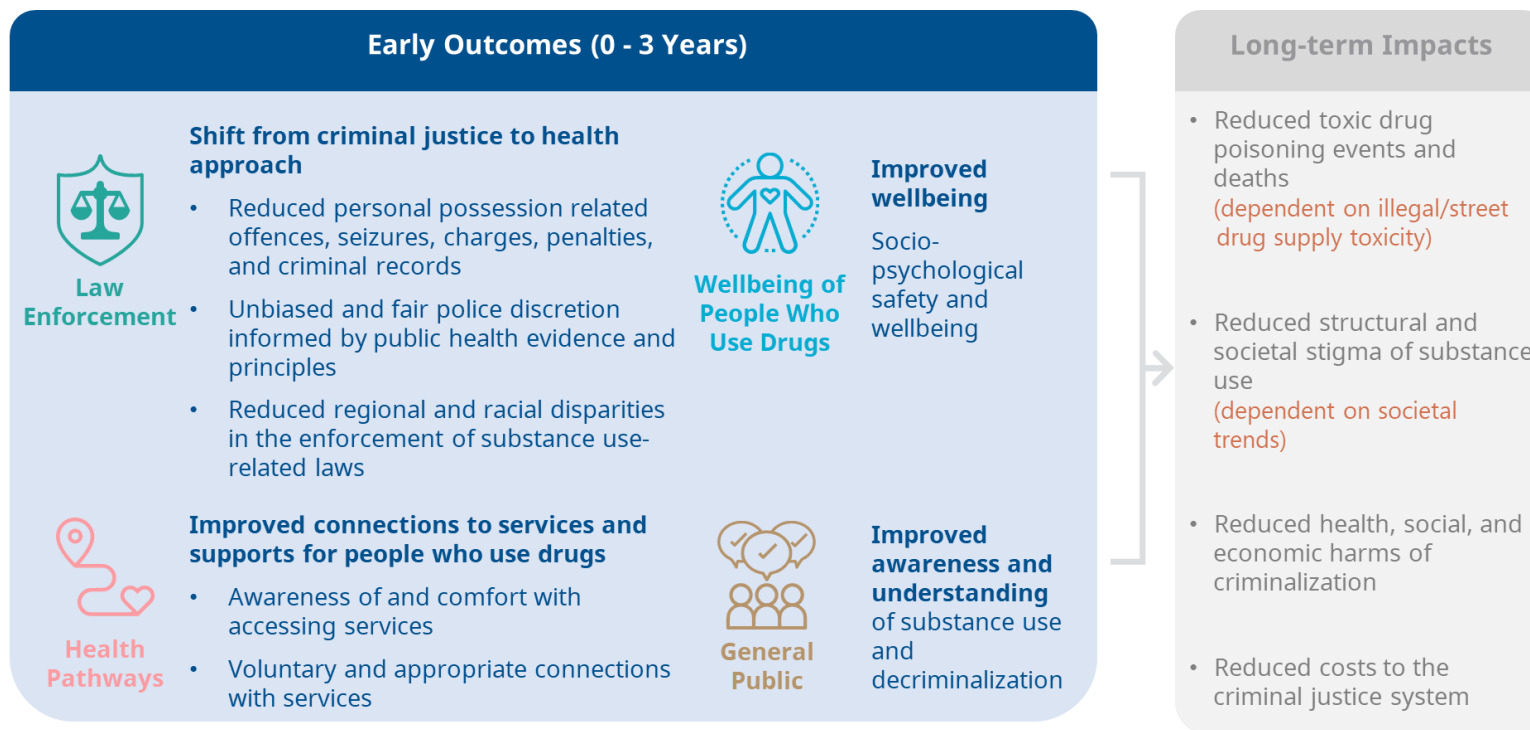 Early Outcomes (0 - 3 Years)
Shift from criminal justice to health
approach
• Reduced personal possession related
offences, seizures, charges, penalties,
and criminal records
• Unbiased and fair police discretion
informed by public health evidence and
principles
• Reduced regional and racial disparities
in the enforcement of substance use-
related laws
Law
Enforcement
Improved
wellbeing
Socio-
psychological
safety and
wellbeing
Wellbeing of
People Who
Use Drugs
Improved connections to services and
supports for people who use drugs
• Awareness of and comfort with
accessing services
• Voluntary and appropriate connections
with services
Health
Pathways
Improved
awareness and
understanding
of substance use
and
decriminalization
General
Public
Long-term Impacts
• Reduced toxic drug
poisoning events and
deaths
(dependent on illegal/street
drug supply toxicity)
• Reduced structural and
societal stigma of substance
use
(dependent on societal
trends)
• Reduced health, social, and
economic harms of
criminalization
• Reduced costs to the
criminal justice system